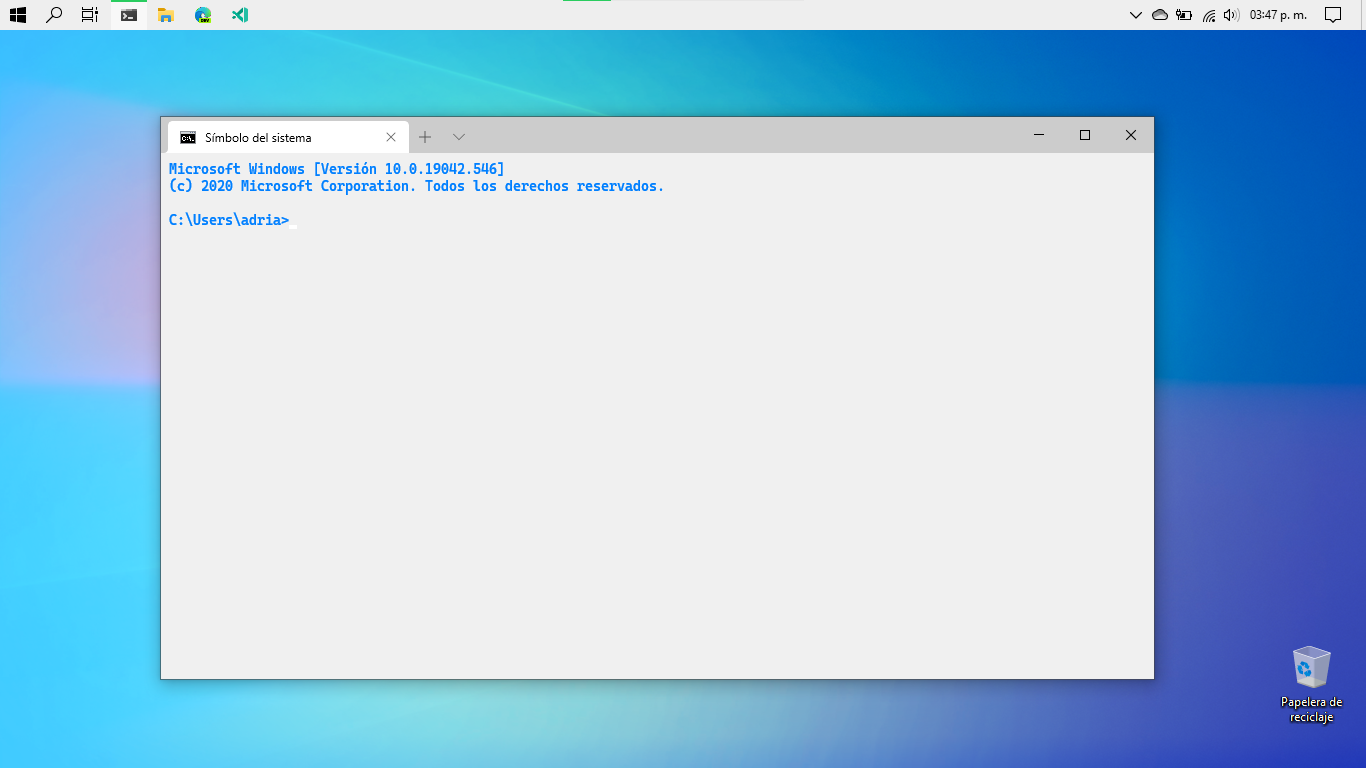 03:47 p. m.
Símbolo del sistema
Microsoft Windows [Versión 10.0.19042.546]
(c) 2020 Microsoft Corporation. Todos los derechos reservados.
C:\Users\adria>
Papelera de
reciclaje